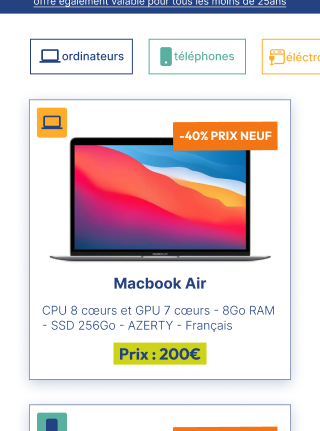 offre également valable pour tous les moins de 25ans
ordinateurs
téléphones
-40% PRIX NEUF
Macbook Air
CPU 8 cœurs et GPU 7 cœurs - 8Go RAM
- SSD 256Go - AZERTY - Français
Prix : 200€